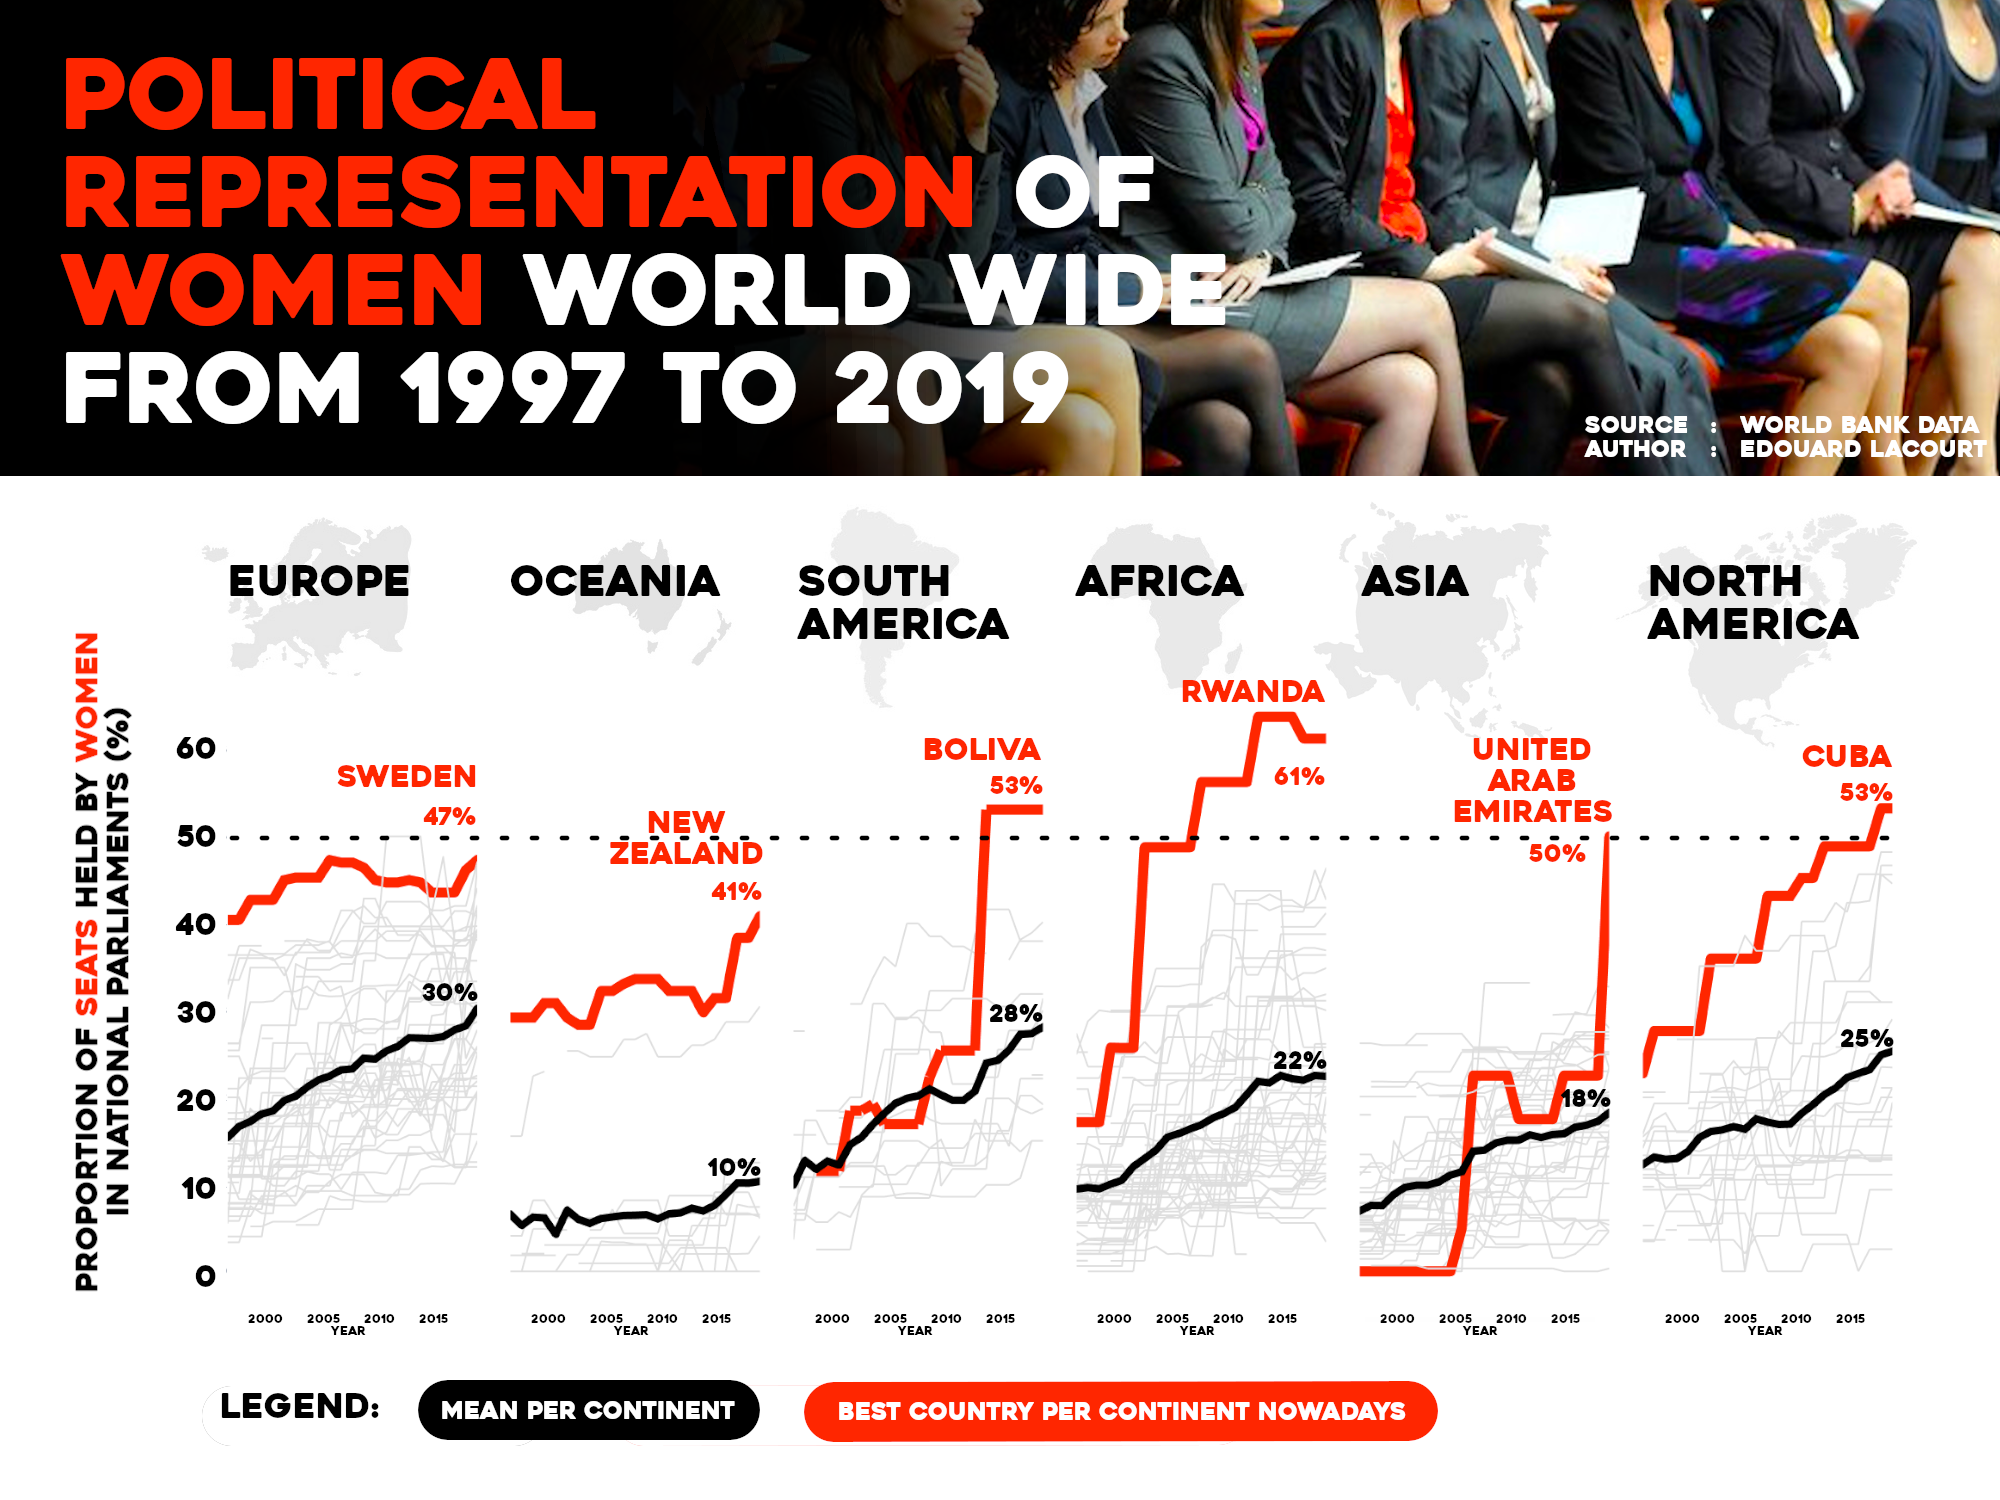 POLITICAL
REPRESENTATION OF
WOMEN WORLD WIDE
FROM 1997 TO 2019
SOURCE : WORLD BANK DATA
AUTHOR : EDOUARD LACOURT
PROPORTION OF SEATS HELD BY WOMEN
IN NATIONAL PARLIAMENTS (%)
60
50
40
30
20
10
0
EUROPE
SWEDEN
47%
30%
2000 2005 2010 2015
YEAR
OCEANIA
NEW
ZEALAND
41%
10%
2000 2005 2010 2015
YEAR
SOUTH
AMERICA
BOLIVA
53%
28%
2000 2005 2010 2015
YEAR
AFRICA
RWANDA
61%
22%
2000 2005 2010 2015
YEAR
ASIA
UNITED
ARAB
EMIRATES
50%
18%
2000 2005 2010 2015
YEAR
NORTH
AMERICA
CUBA
53%
25%
2000 2005 2010 2015
YEAR
LEGEND:
MEAN PER CONTINENT
BEST COUNTRY PER CONTINENT NOWADAYS